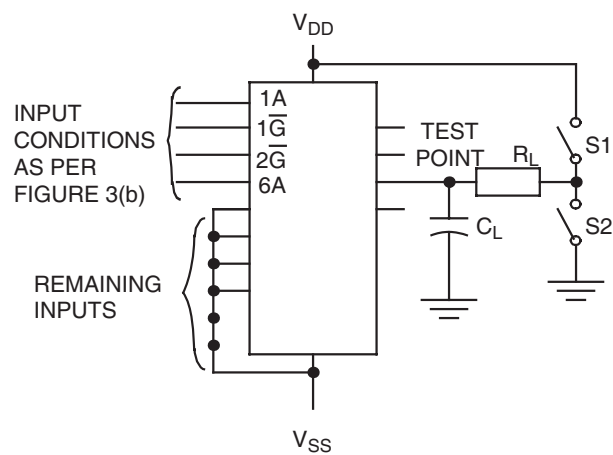 V_DD
INPUT
CONDITIONS
AS PER
FIGURE 3(b)
1A
1G̅
2G̅
6A
TEST
POINT
R_L
S1
S2
C_L
REMAINING
INPUTS
V_SS